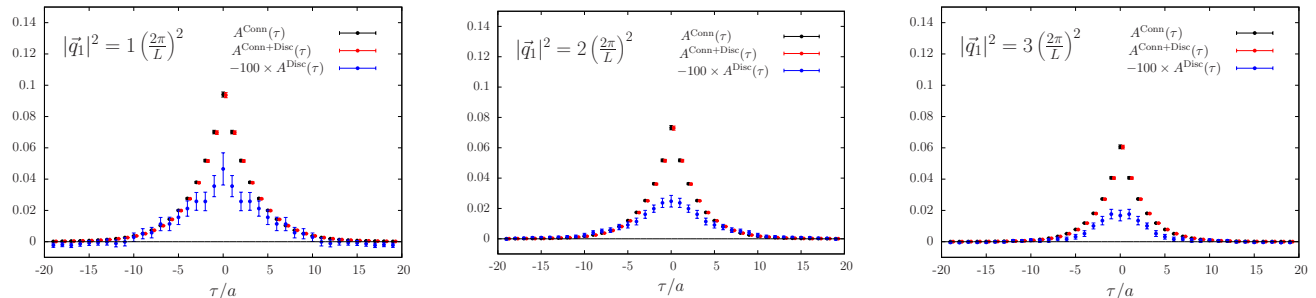 0.14
0.12
0.1
0.08
0.06
0.04
0.02
0
-20 -15 -10 -5 0 5 10 15 20
τ/a
|q⃗₁|² = 1 (2π/L)²
A^Conn(τ)
A^Conn+Disc(τ)
−100 × A^Disc(τ)
0.14
0.12
0.1
0.08
0.06
0.04
0.02
0
-20 -15 -10 -5 0 5 10 15 20
τ/a
|q⃗₁|² = 2 (2π/L)²
A^Conn(τ)
A^Conn+Disc(τ)
−100 × A^Disc(τ)
0.14
0.12
0.1
0.08
0.06
0.04
0.02
0
-20 -15 -10 -5 0 5 10 15 20
τ/a
|q⃗₁|² = 3 (2π/L)²
A^Conn(τ)
A^Conn+Disc(τ)
−100 × A^Disc(τ)